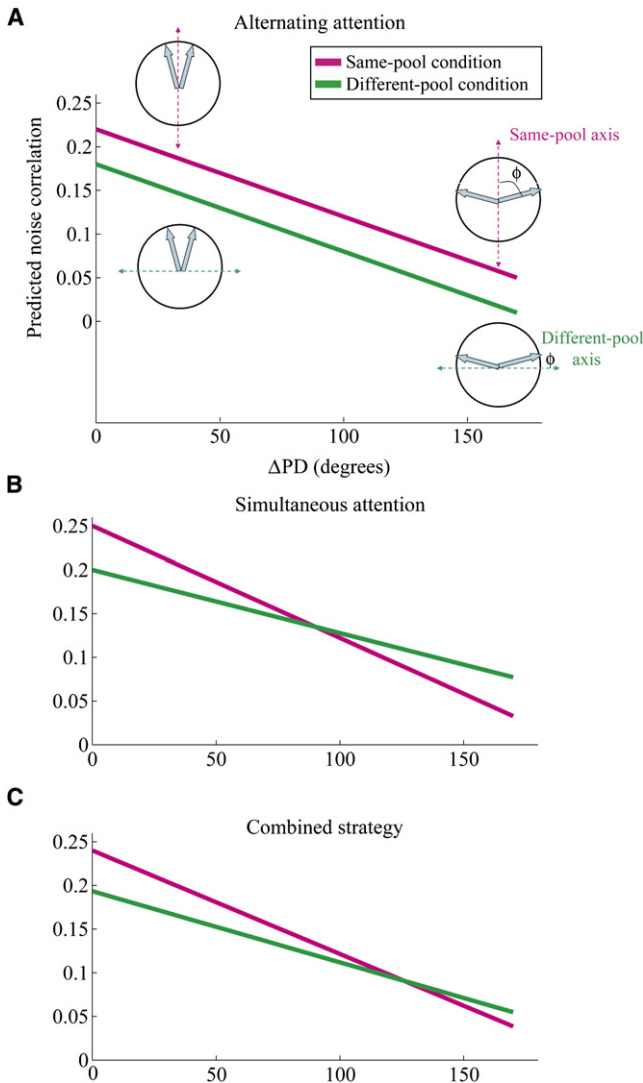 A
Alternating attention
Same-pool condition
Different-pool condition
Predicted noise correlation
0.25
0.2
0.15
0.1
0.05
0
Same-pool axis
ϕ
Different-pool
axis
ϕ
0
50
100
150
ΔPD (degrees)
B
Simultaneous attention
0.25
0.2
0.15
0.1
0.05
0
0
50
100
150
C
Combined strategy
0.25
0.2
0.15
0.1
0.05
0
0
50
100
150